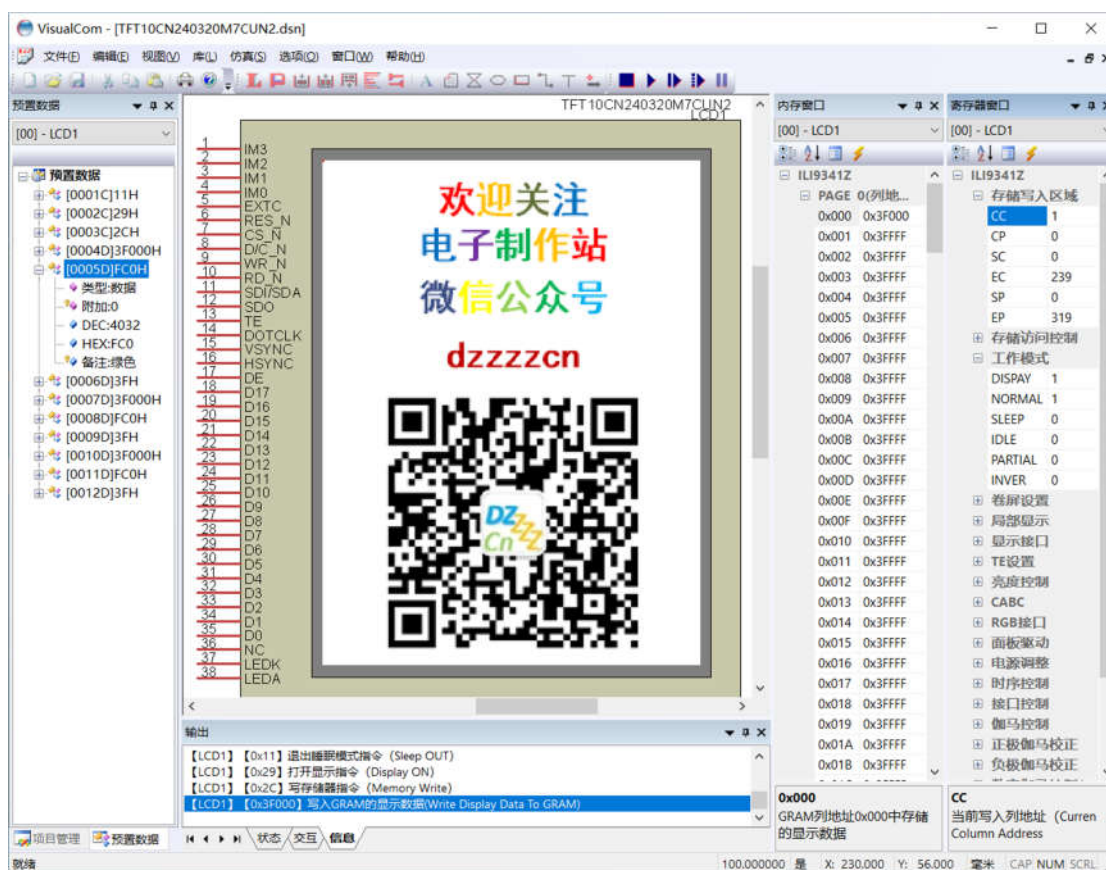 VisualCom - [TFT10CN240320M7CUN2.dsn]
文件(F) 编辑(E) 视图(V) 库(L) 仿真(S) 选项(O) 窗口(W) 帮助(H)
预置数据
[00] - LCD1
预置数据
[0001C]11H
[0002C]29H
[0003C]2CH
[0004D]3F000H
[0005D]FC0H
类型:数据
附加:0
DEC:4032
HEX:FC0
备注:绿色
[0006D]3FH
[0007D]3F000H
[0008D]FC0H
[0009D]3FH
[0010D]3F000H
[0011D]FC0H
[0012D]3FH
项目管理 预置数据
TFT10CN240320M7CUN2
LCD1
1 IM3
2 IM2
3 IM1
4 IM0
5 EXTC
6 RES_N
7 CS_N
8 D/C_N
9 WR_N
10 RD_N
11 SDI/SDA
12 SDO
13 TE
14 DOTCLK
15 VSYNC
16 HSYNC
17 DE
18 D17
19 D16
20 D15
21 D14
22 D13
23 D12
24 D11
25 D10
26 D9
27 D8
28 D7
29 D6
30 D5
31 D4
32 D3
33 D2
34 D1
35 D0
36 NC
37 LEDK
38 LEDA
欢迎关注
电子制作站
微信公众号
dzzzzcn
DZzzz
Cn
输出
【LCD1】【0x11】退出睡眠模式指令（Sleep OUT）
【LCD1】【0x29】打开显示指令（Display ON）
【LCD1】【0x2C】写存储器指令（Memory Write）
【LCD1】【0x3F000】写入GRAM的显示数据(Write Display Data To GRAM)
状态 交互 信息
内存窗口
[00] - LCD1
ILI9341Z
PAGE 0(列地...
0x000 0x3F000
0x001 0x3FFFF
0x002 0x3FFFF
0x003 0x3FFFF
0x004 0x3FFFF
0x005 0x3FFFF
0x006 0x3FFFF
0x007 0x3FFFF
0x008 0x3FFFF
0x009 0x3FFFF
0x00A 0x3FFFF
0x00B 0x3FFFF
0x00C 0x3FFFF
0x00D 0x3FFFF
0x00E 0x3FFFF
0x00F 0x3FFFF
0x010 0x3FFFF
0x011 0x3FFFF
0x012 0x3FFFF
0x013 0x3FFFF
0x014 0x3FFFF
0x015 0x3FFFF
0x016 0x3FFFF
0x017 0x3FFFF
0x018 0x3FFFF
0x019 0x3FFFF
0x01A 0x3FFFF
0x01B 0x3FFFF
0x000
GRAM列地址0x000中存储
的显示数据
寄存器窗口
[00] - LCD1
ILI9341Z
存储写入区域
CC 1
CP 0
SC 0
EC 239
SP 0
EP 319
存储访问控制
工作模式
DISPAY 1
NORMAL 1
SLEEP 0
IDLE 0
PARTIAL 0
INVER 0
卷屏设置
局部显示
显示接口
TE设置
亮度控制
CABC
RGB接口
面板驱动
电源调整
时序控制
接口控制
伽马控制
正极伽马校正
负极伽马校正
CC
当前写入列地址（Curren
Column Address
就绪
100.000000 是 X: 230.000 Y: 56.000 毫米 CAP NUM SCRL